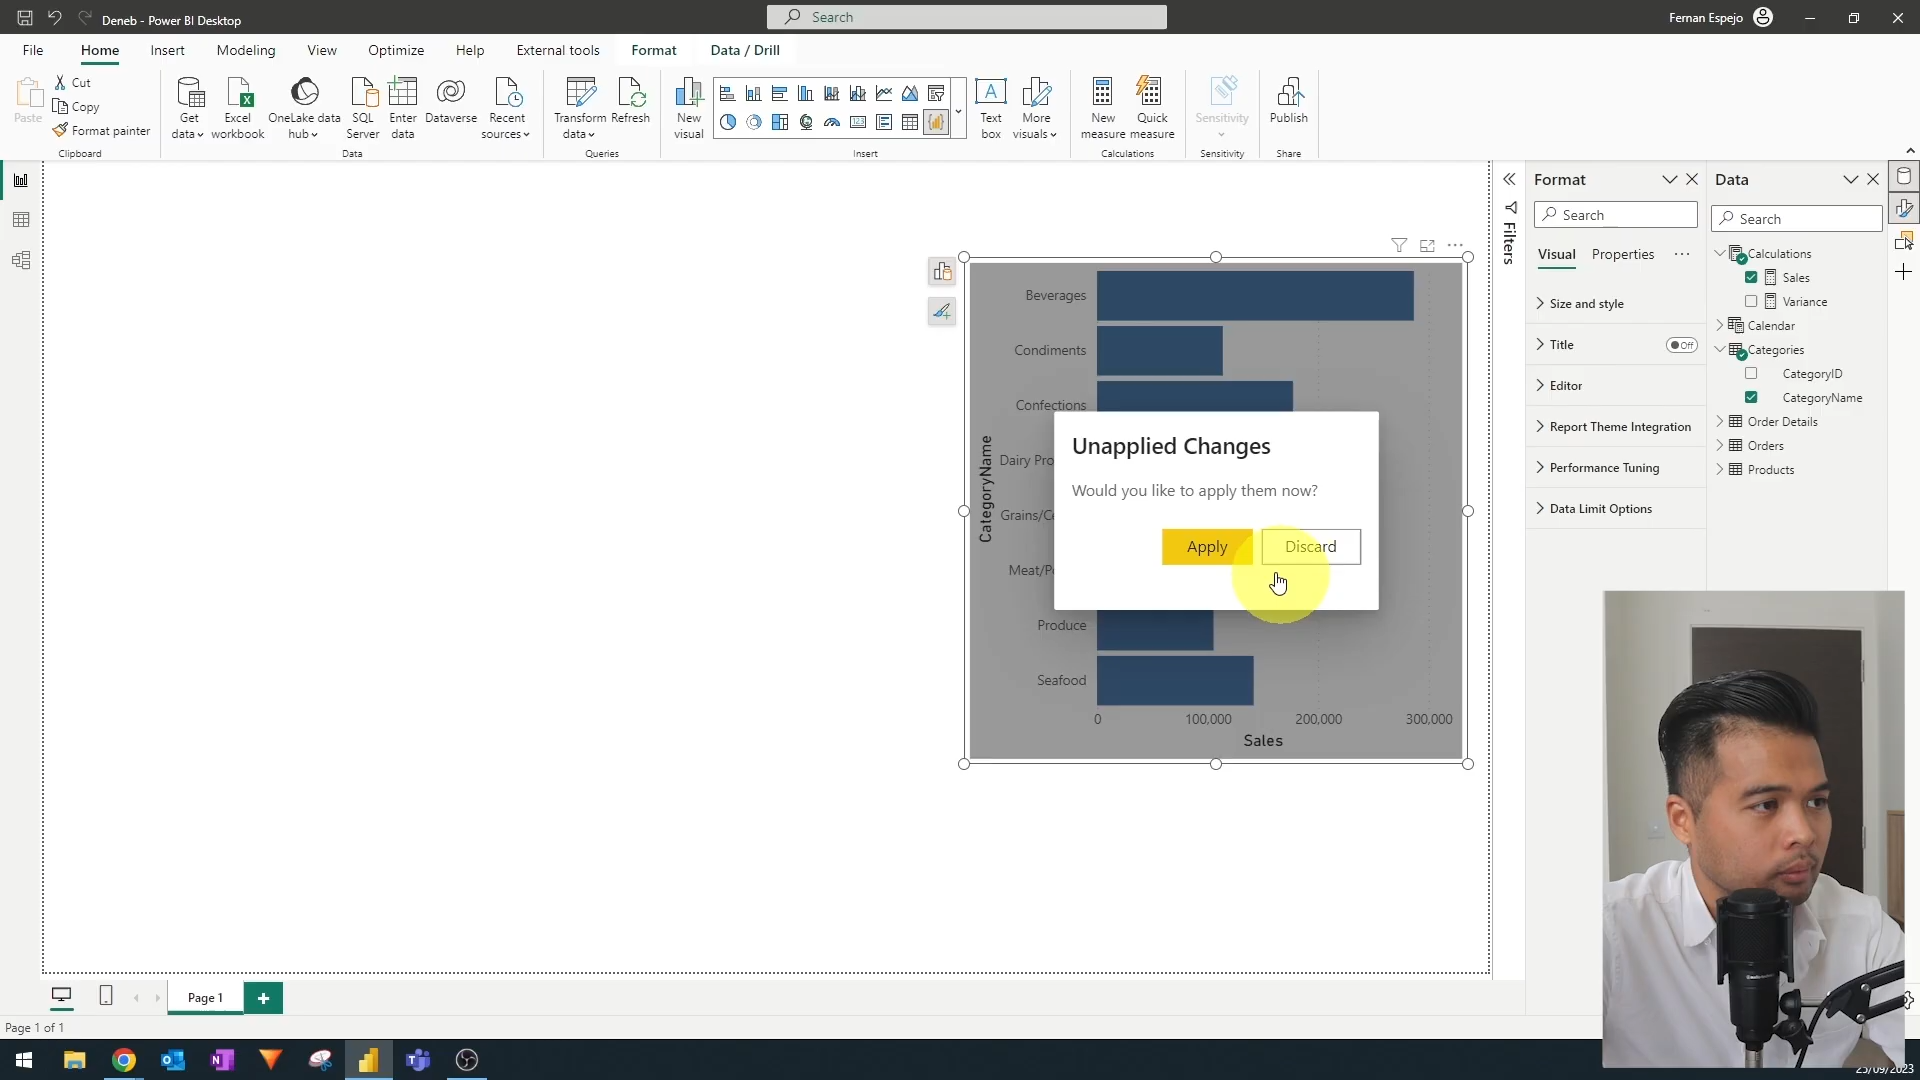 Deneb - Power BI Desktop
Search
Fernan Espejo
File
Home
Insert
Modeling
View
Optimize
Help
External tools
Format
Data / Drill
Paste
Cut
Copy
Format painter
Clipboard
Get data
Excel workbook
OneLake data hub
SQL Server
Enter data
Dataverse
Recent sources
Data
Transform data
Refresh
Queries
New visual
Text box
More visuals
Insert
New measure
Quick measure
Calculations
Sensitivity
Sensitivity
Publish
Share
Filters
Format
Search
Visual
Properties
Size and style
Title
Off
Editor
Report Theme Integration
Performance Tuning
Data Limit Options
Data
Search
Calculations
Sales
Variance
Calendar
Categories
CategoryID
CategoryName
Order Details
Orders
Products
CategoryName
Beverages
Condiments
Confections
Dairy Pro
Grains/Ce
Meat/Po
Produce
Seafood
0
100,000
200,000
300,000
Sales
Unapplied Changes
Would you like to apply them now?
Apply
Discard
Page 1
Page 1 of 1
25/09/2023